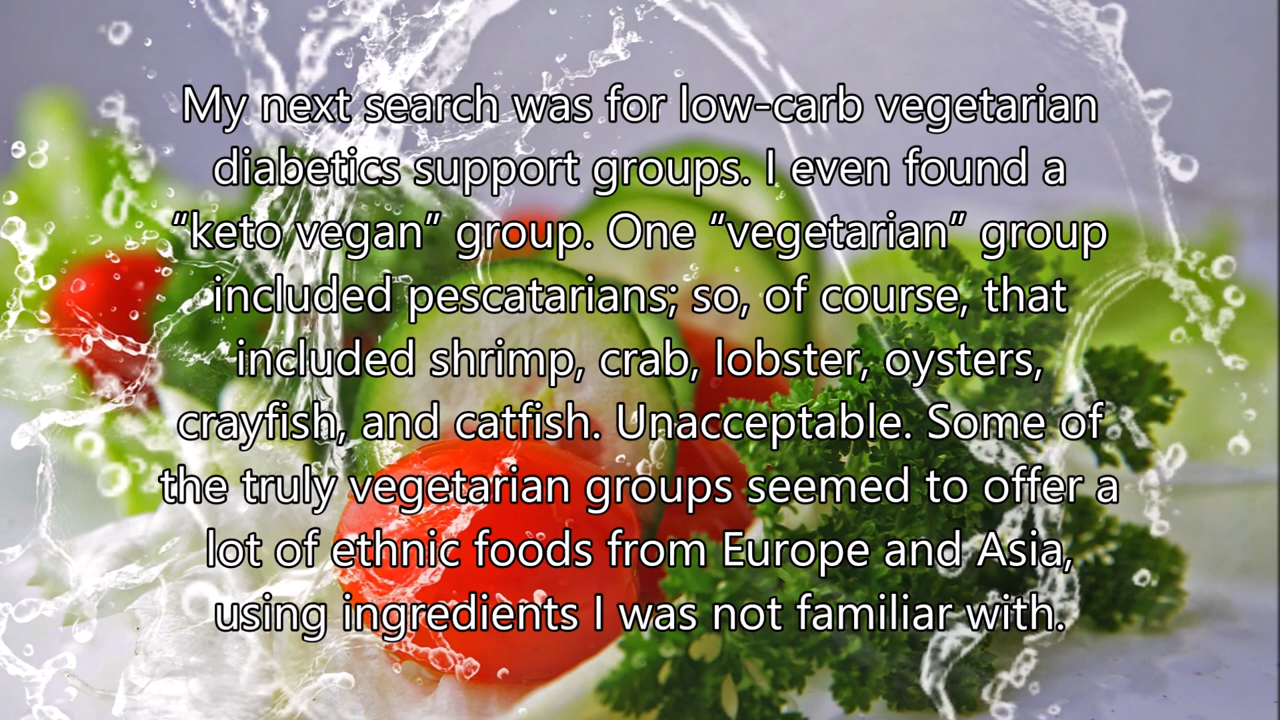 My next search was for low-carb vegetarian
diabetics support groups. I even found a
“keto vegan” group. One “vegetarian” group
included pescatarians; so, of course, that
included shrimp, crab, lobster, oysters,
crayfish, and catfish. Unacceptable. Some of
the truly vegetarian groups seemed to offer a
lot of ethnic foods from Europe and Asia,
using ingredients I was not familiar with.